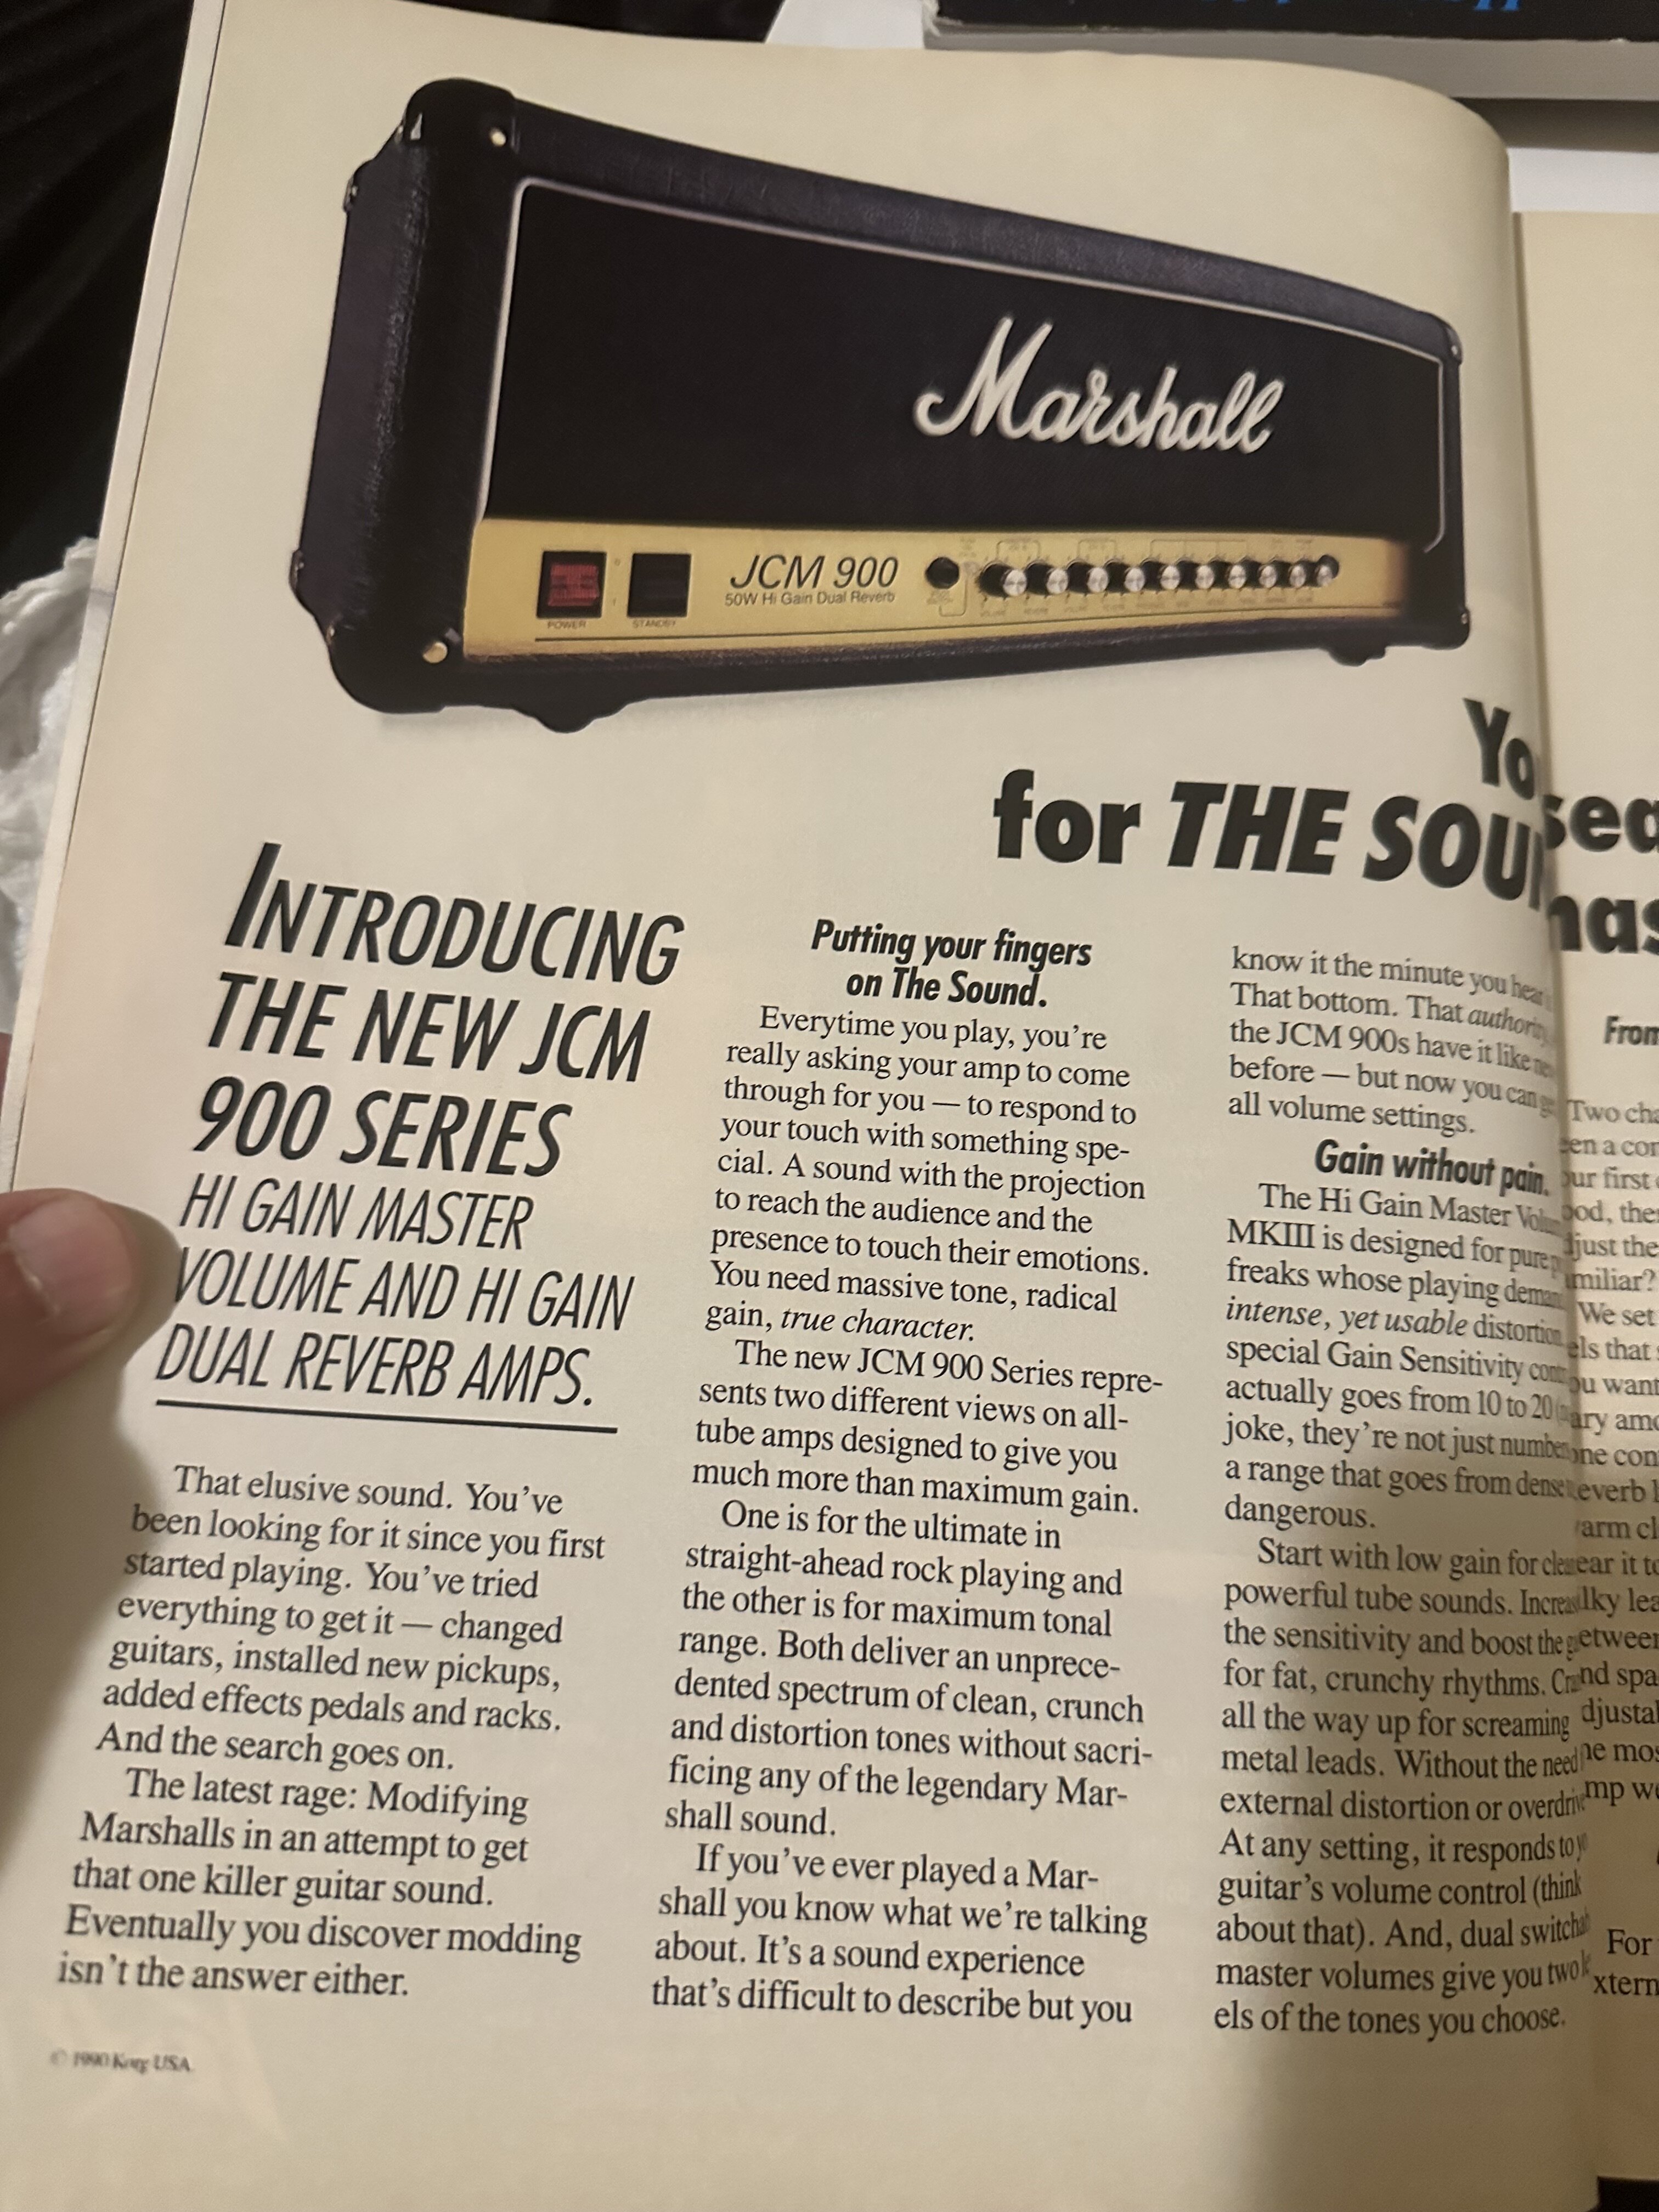 Marshall
JCM 900
50W Hi Gain Dual Reverb
POWER
STANDBY
for THE
INTRODUCING
THE NEW JCM
900 SERIES
HI GAIN MASTER
VOLUME AND HI GAIN
DUAL REVERB AMPS.
That elusive sound. You've
been looking for it since you first
started playing. You've tried
everything to get it — changed
guitars, installed new pickups,
added effects pedals and racks.
And the search goes on.
The latest rage: Modifying
Marshalls in an attempt to get
that one killer guitar sound.
Eventually you discover modding
isn't the answer either.
© 1990 Korg USA
Putting your fingers
on The Sound.
Everytime you play, you're
really asking your amp to come
through for you — to respond to
your touch with something spe-
cial. A sound with the projection
to reach the audience and the
presence to touch their emotions.
You need massive tone, radical
gain, true character.
The new JCM 900 Series repre-
sents two different views on all-
tube amps designed to give you
much more than maximum gain.
One is for the ultimate in
straight-ahead rock playing and
the other is for maximum tonal
range. Both deliver an unprece-
dented spectrum of clean, crunch
and distortion tones without sacri-
ficing any of the legendary Mar-
shall sound.
If you've ever played a Mar-
shall you know what we're talking
about. It's a sound experience
that's difficult to describe but you
know it the minute you hear
That bottom. That
the JCM 900s have it like
before — but now you can
all volume settings.
Gain without pain.
The Hi Gain Master
MKIII is designed for pure
freaks whose playing
intense, yet usable distortion
special Gain Sensitivity
actually goes from 10 to 20
joke, they're not just
a range that goes from dense
dangerous.
Start with low gain for
powerful tube sounds.
the sensitivity and boost the
for fat, crunchy rhythms.
all the way up for screaming
metal leads. Without the need
external distortion or
At any setting, it responds to
guitar's volume control (think
about that). And, dual
master volumes give you two
els of the tones you choose.
From
Two
first
just the
We set
that
want
For